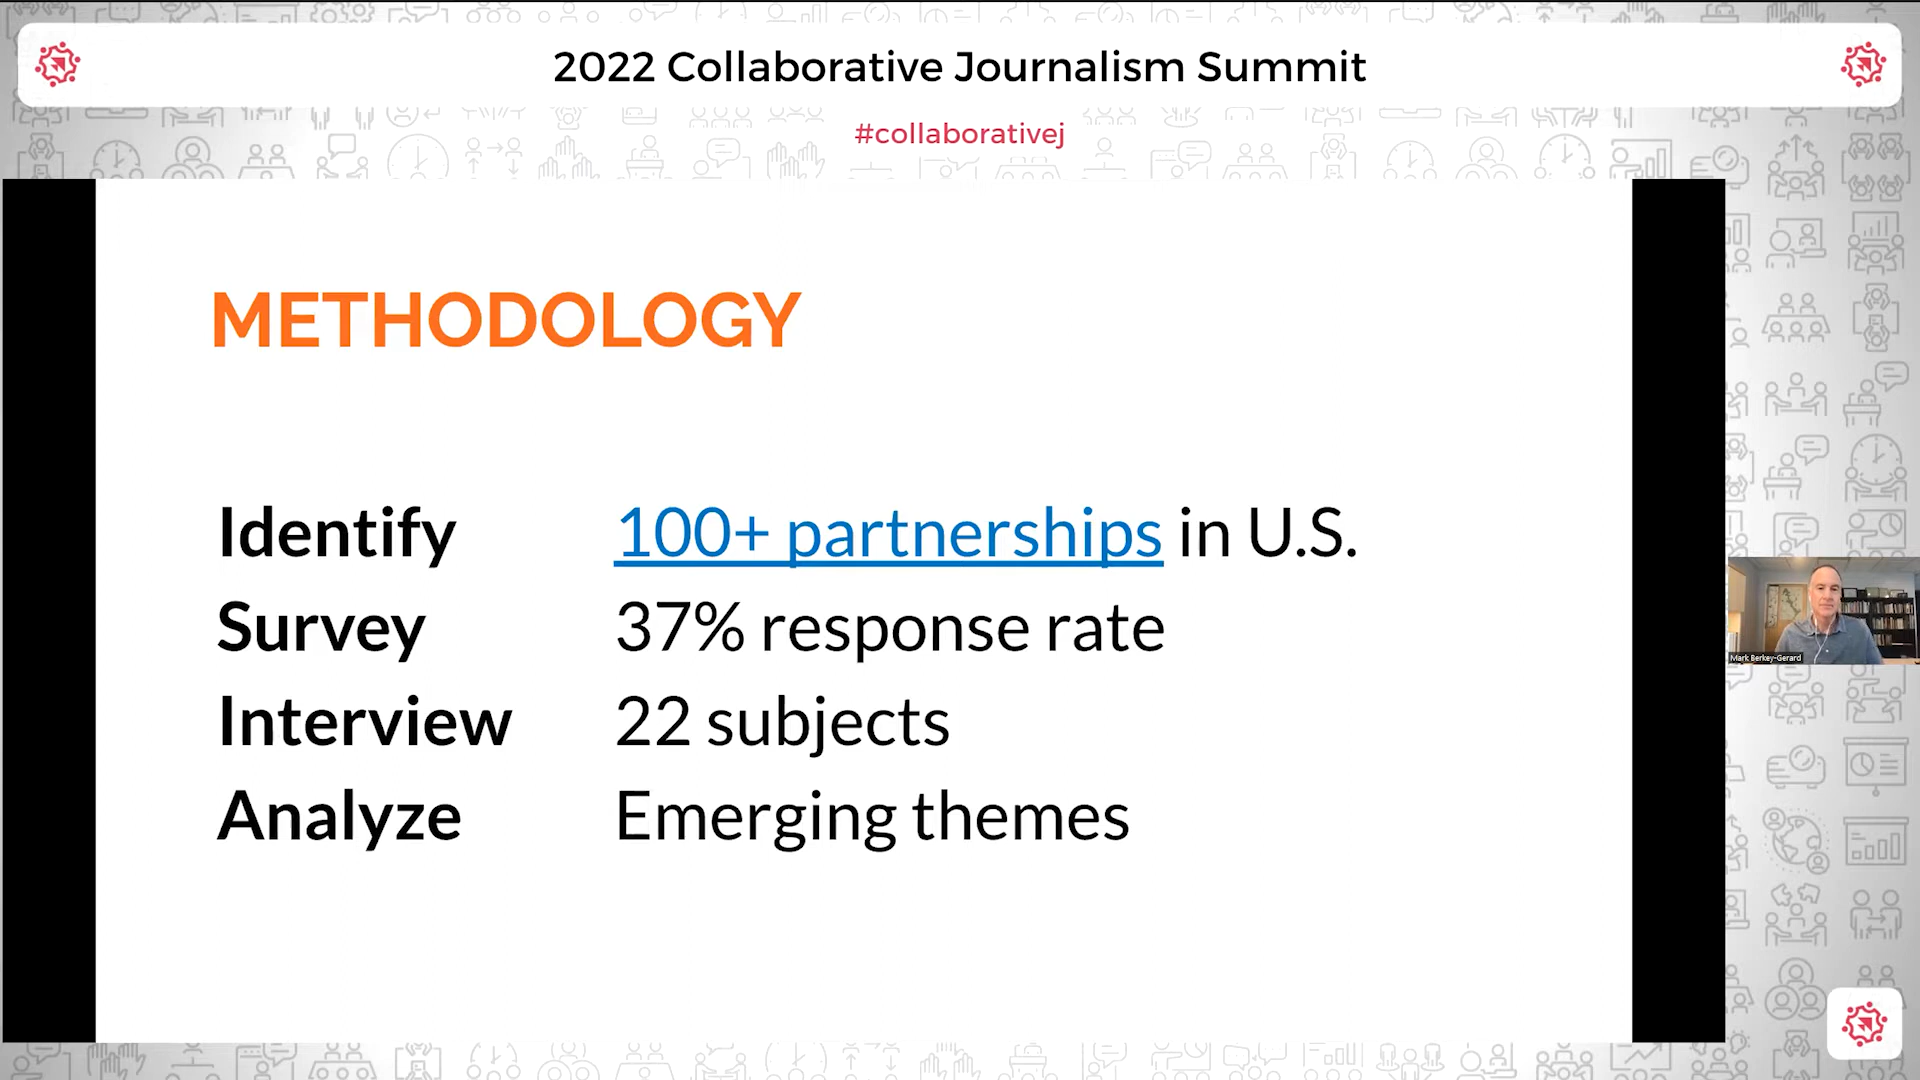 2022 Collaborative Journalism Summit
#collaborativej
METHODOLOGY
Identify 100+ partnerships in U.S.
Survey 37% response rate
Interview 22 subjects
Analyze Emerging themes
Mark Berkey-Gerard